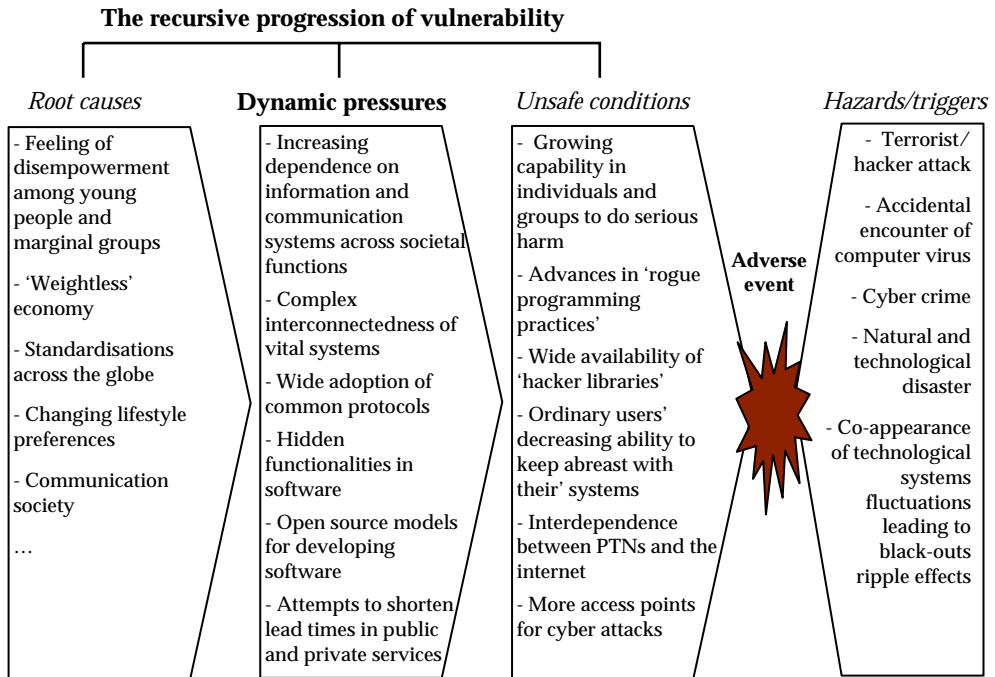 The recursive progression of vulnerability
Root causes
- Feeling of
disempowerment
among young
people and
marginal groups
- ‘Weightless’
economy
- Standardisations
across the globe
- Changing lifestyle
preferences
- Communication
society
…
Dynamic pressures
- Increasing
dependence on
information and
communication
systems across societal
functions
- Complex
interconnectedness of
vital systems
- Wide adoption of
common protocols
- Hidden
functionalities in
software
- Open source models
for developing
software
- Attempts to shorten
lead times in public
and private services
Unsafe conditions
- Growing
capability in
individuals and
groups to do serious
harm
- Advances in ‘rogue
programming
practices’
- Wide availability of
‘hacker libraries’
- Ordinary users’
decreasing ability to
keep abreast with
their’ systems
- Interdependence
between PTNs and the
internet
- More access points
for cyber attacks
Adverse
event
Hazards/triggers
- Terrorist/
hacker attack
- Accidental
encounter of
computer virus
- Cyber crime
- Natural and
technological
disaster
- Co-appearance
of technological
systems
fluctuations
leading to
black-outs
ripple effects